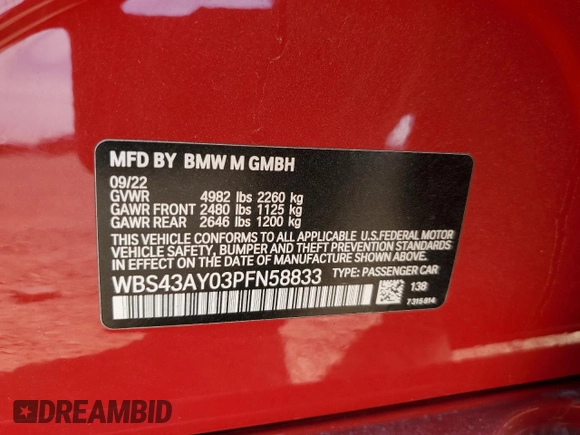 MFD BY BMW M GMBH
09/22
GVWR 4982 lbs 2260 kg
GAWR FRONT 2480 lbs 1125 kg
GAWR REAR 2646 lbs 1200 kg
THIS VEHICLE CONFORMS TO ALL APPLICABLE U.S.FEDERAL MOTOR
VEHICLE SAFETY, BUMPER AND THEFT PREVENTION STANDARDS
IN EFFECT ON THE DATE OF MANUFACTURE SHOWN ABOVE.
WBS43AY03PFN58833 TYPE: PASSENGER CAR
138
7 315 814
DREAMBID